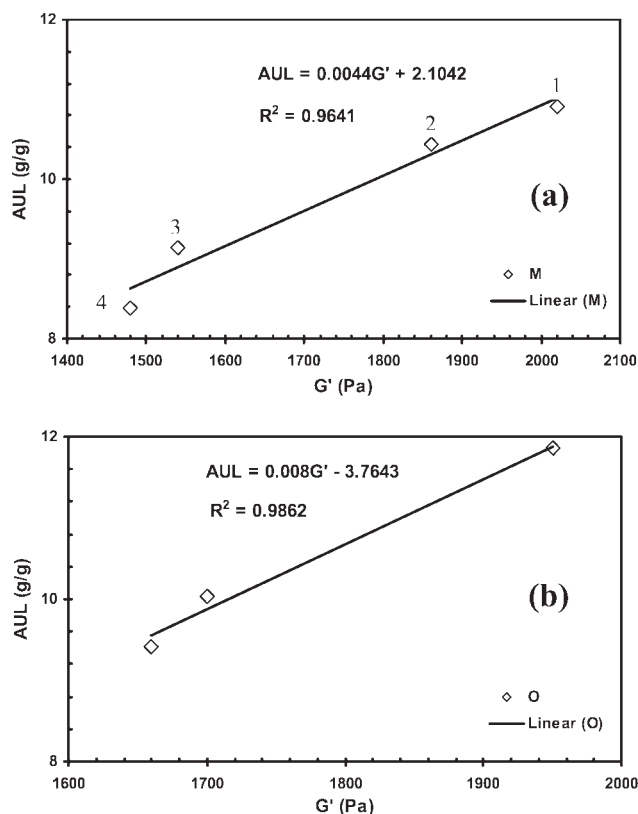 12
AUL = 0.0044G' + 2.1042
1
R² = 0.9641
2
10
AUL (g/g)
(a)
3
M
4
Linear (M)
8
1400 1500 1600 1700 1800 1900 2000 2100
G' (Pa)
12
AUL = 0.008G' - 3.7643
R² = 0.9862
10
AUL (g/g)
(b)
O
Linear (O)
8
1600 1700 1800 1900 2000
G' (Pa)